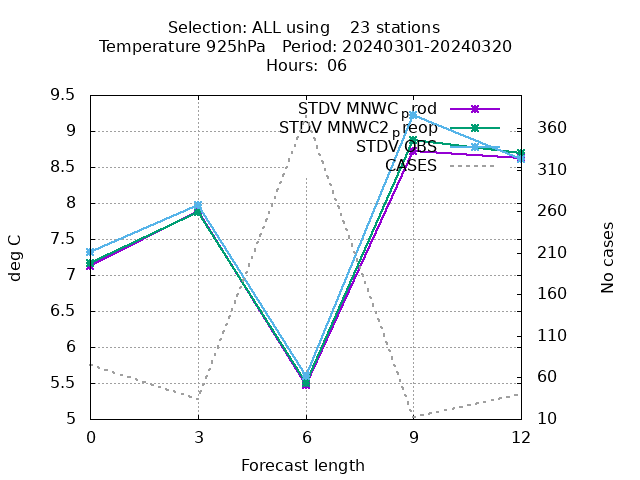 Selection: ALL using 23 stations
Temperature 925hPa Period: 20240301-20240320
Hours: 06
STDV MNWC_prod
STDV MNWC2_preop
STDV OBS
CASES
9.5
9
8.5
8
7.5
7
6.5
6
5.5
5
deg C
360
310
260
210
160
110
60
10
No cases
0 3 6 9 12
Forecast length